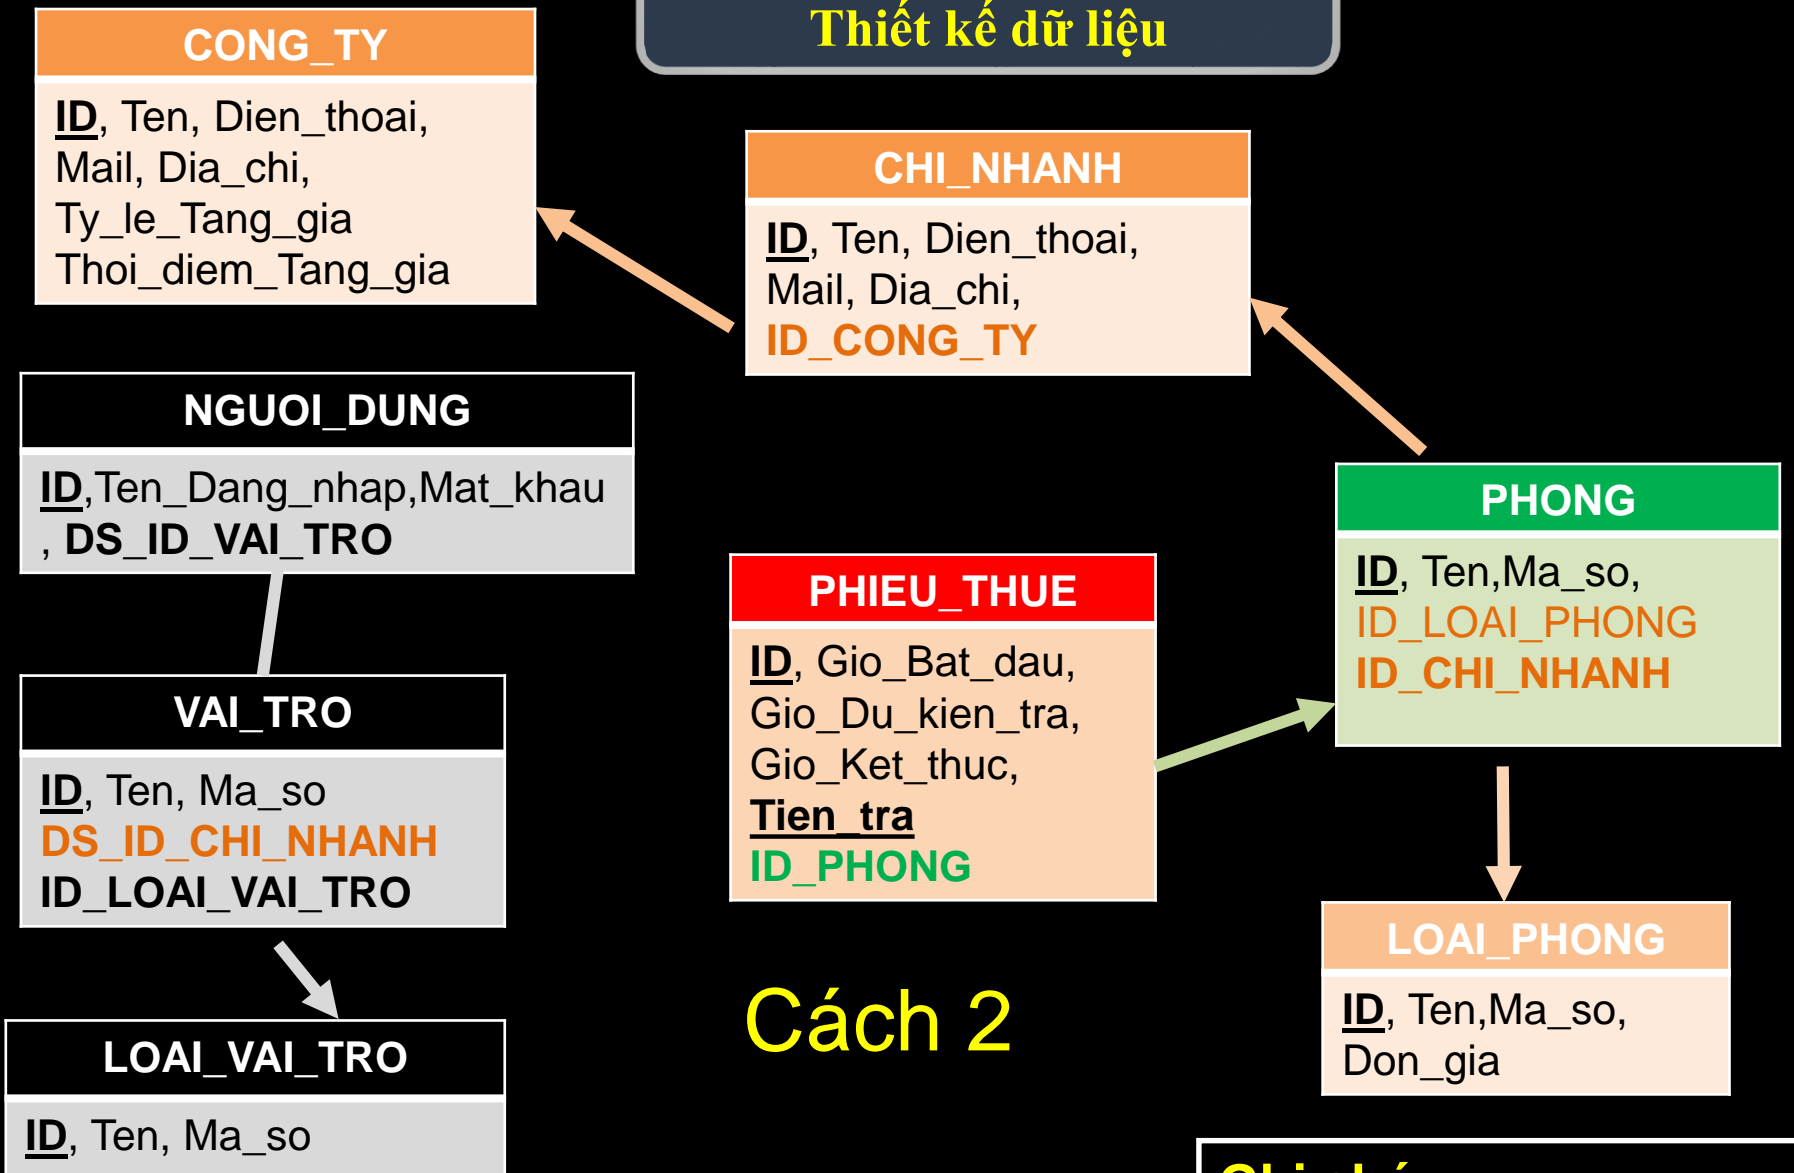 Thiết kế dữ liệu
CONG_TY
ID, Ten, Dien_thoai,
Mail, Dia_chi,
Ty_le_Tang_gia
Thoi_diem_Tang_gia
CHI_NHANH
ID, Ten, Dien_thoai,
Mail, Dia_chi,
ID_CONG_TY
NGUOI_DUNG
ID,Ten_Dang_nhap,Mat_khau
, DS_ID_VAI_TRO
PHONG
ID, Ten,Ma_so,
ID_LOAI_PHONG
ID_CHI_NHANH
PHIEU_THUE
ID, Gio_Bat_dau,
Gio_Du_kien_tra,
Gio_Ket_thuc,
Tien_tra
ID_PHONG
VAI_TRO
ID, Ten, Ma_so
DS_ID_CHI_NHANH
ID_LOAI_VAI_TRO
LOAI_PHONG
ID, Ten,Ma_so,
Don_gia
Cách 2
LOAI_VAI_TRO
ID, Ten, Ma_so